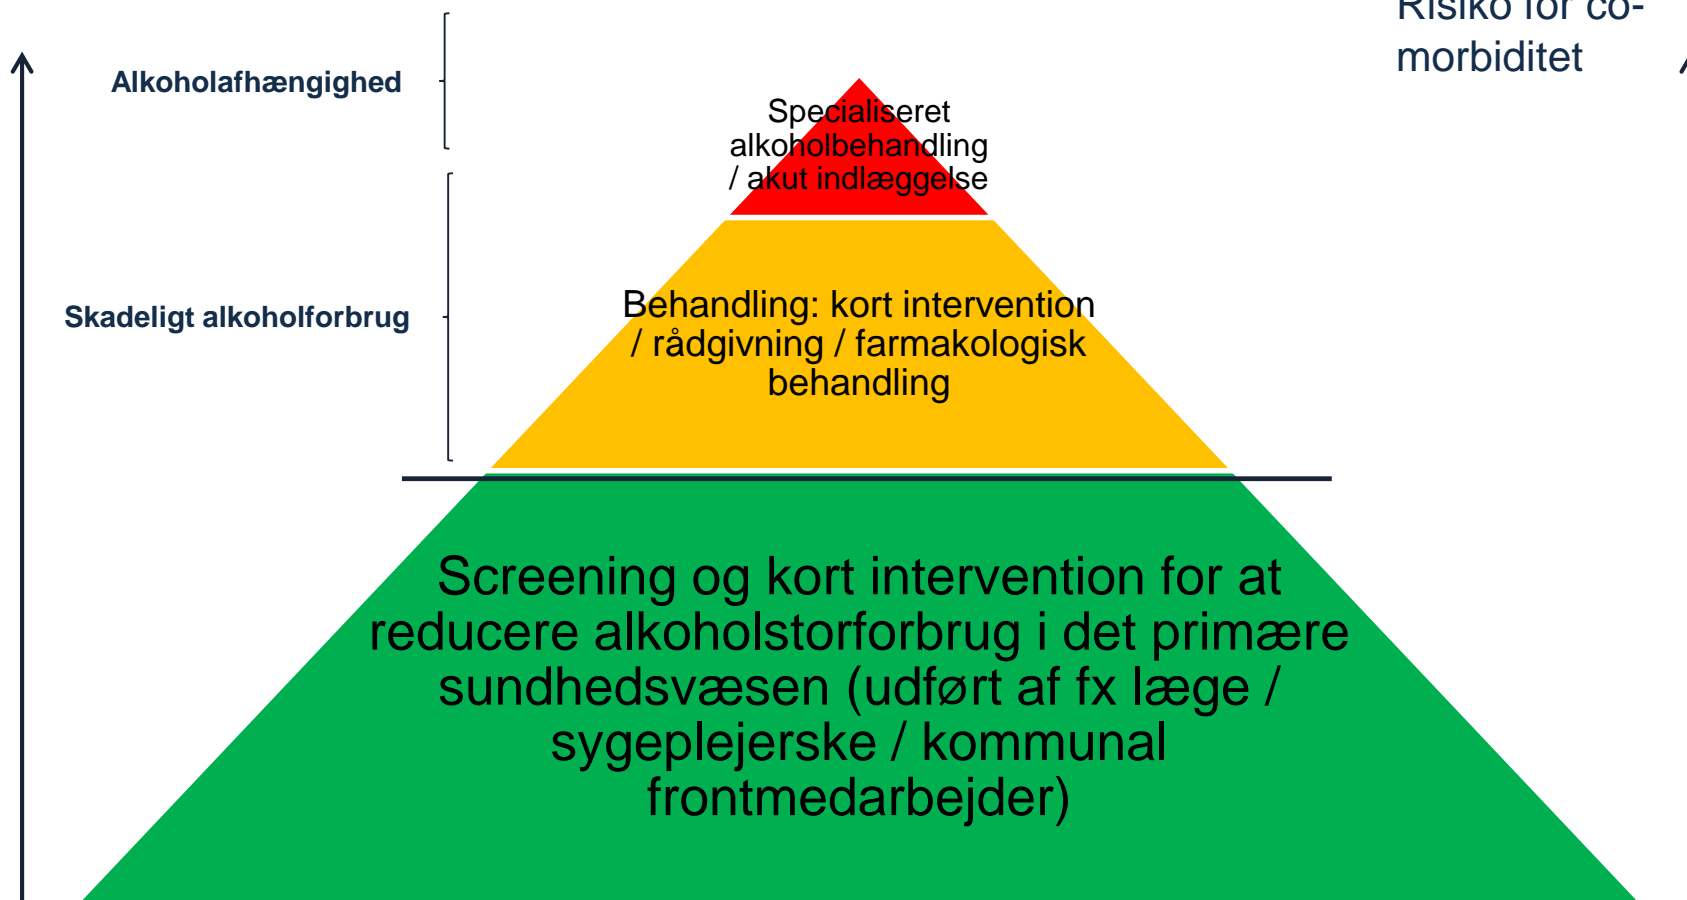 Risiko for co-
morbiditet
Alkoholafhængighed
Specialiseret
alkoholbehandling
/ akut indlæggelse
Skadeligt alkoholforbrug
Behandling: kort intervention
/ rådgivning / farmakologisk
behandling
Screening og kort intervention for at
reducere alkoholstorforbrug i det primære
sundhedsvæsen (udført af fx læge /
sygeplejerske / kommunal
frontmedarbejder)